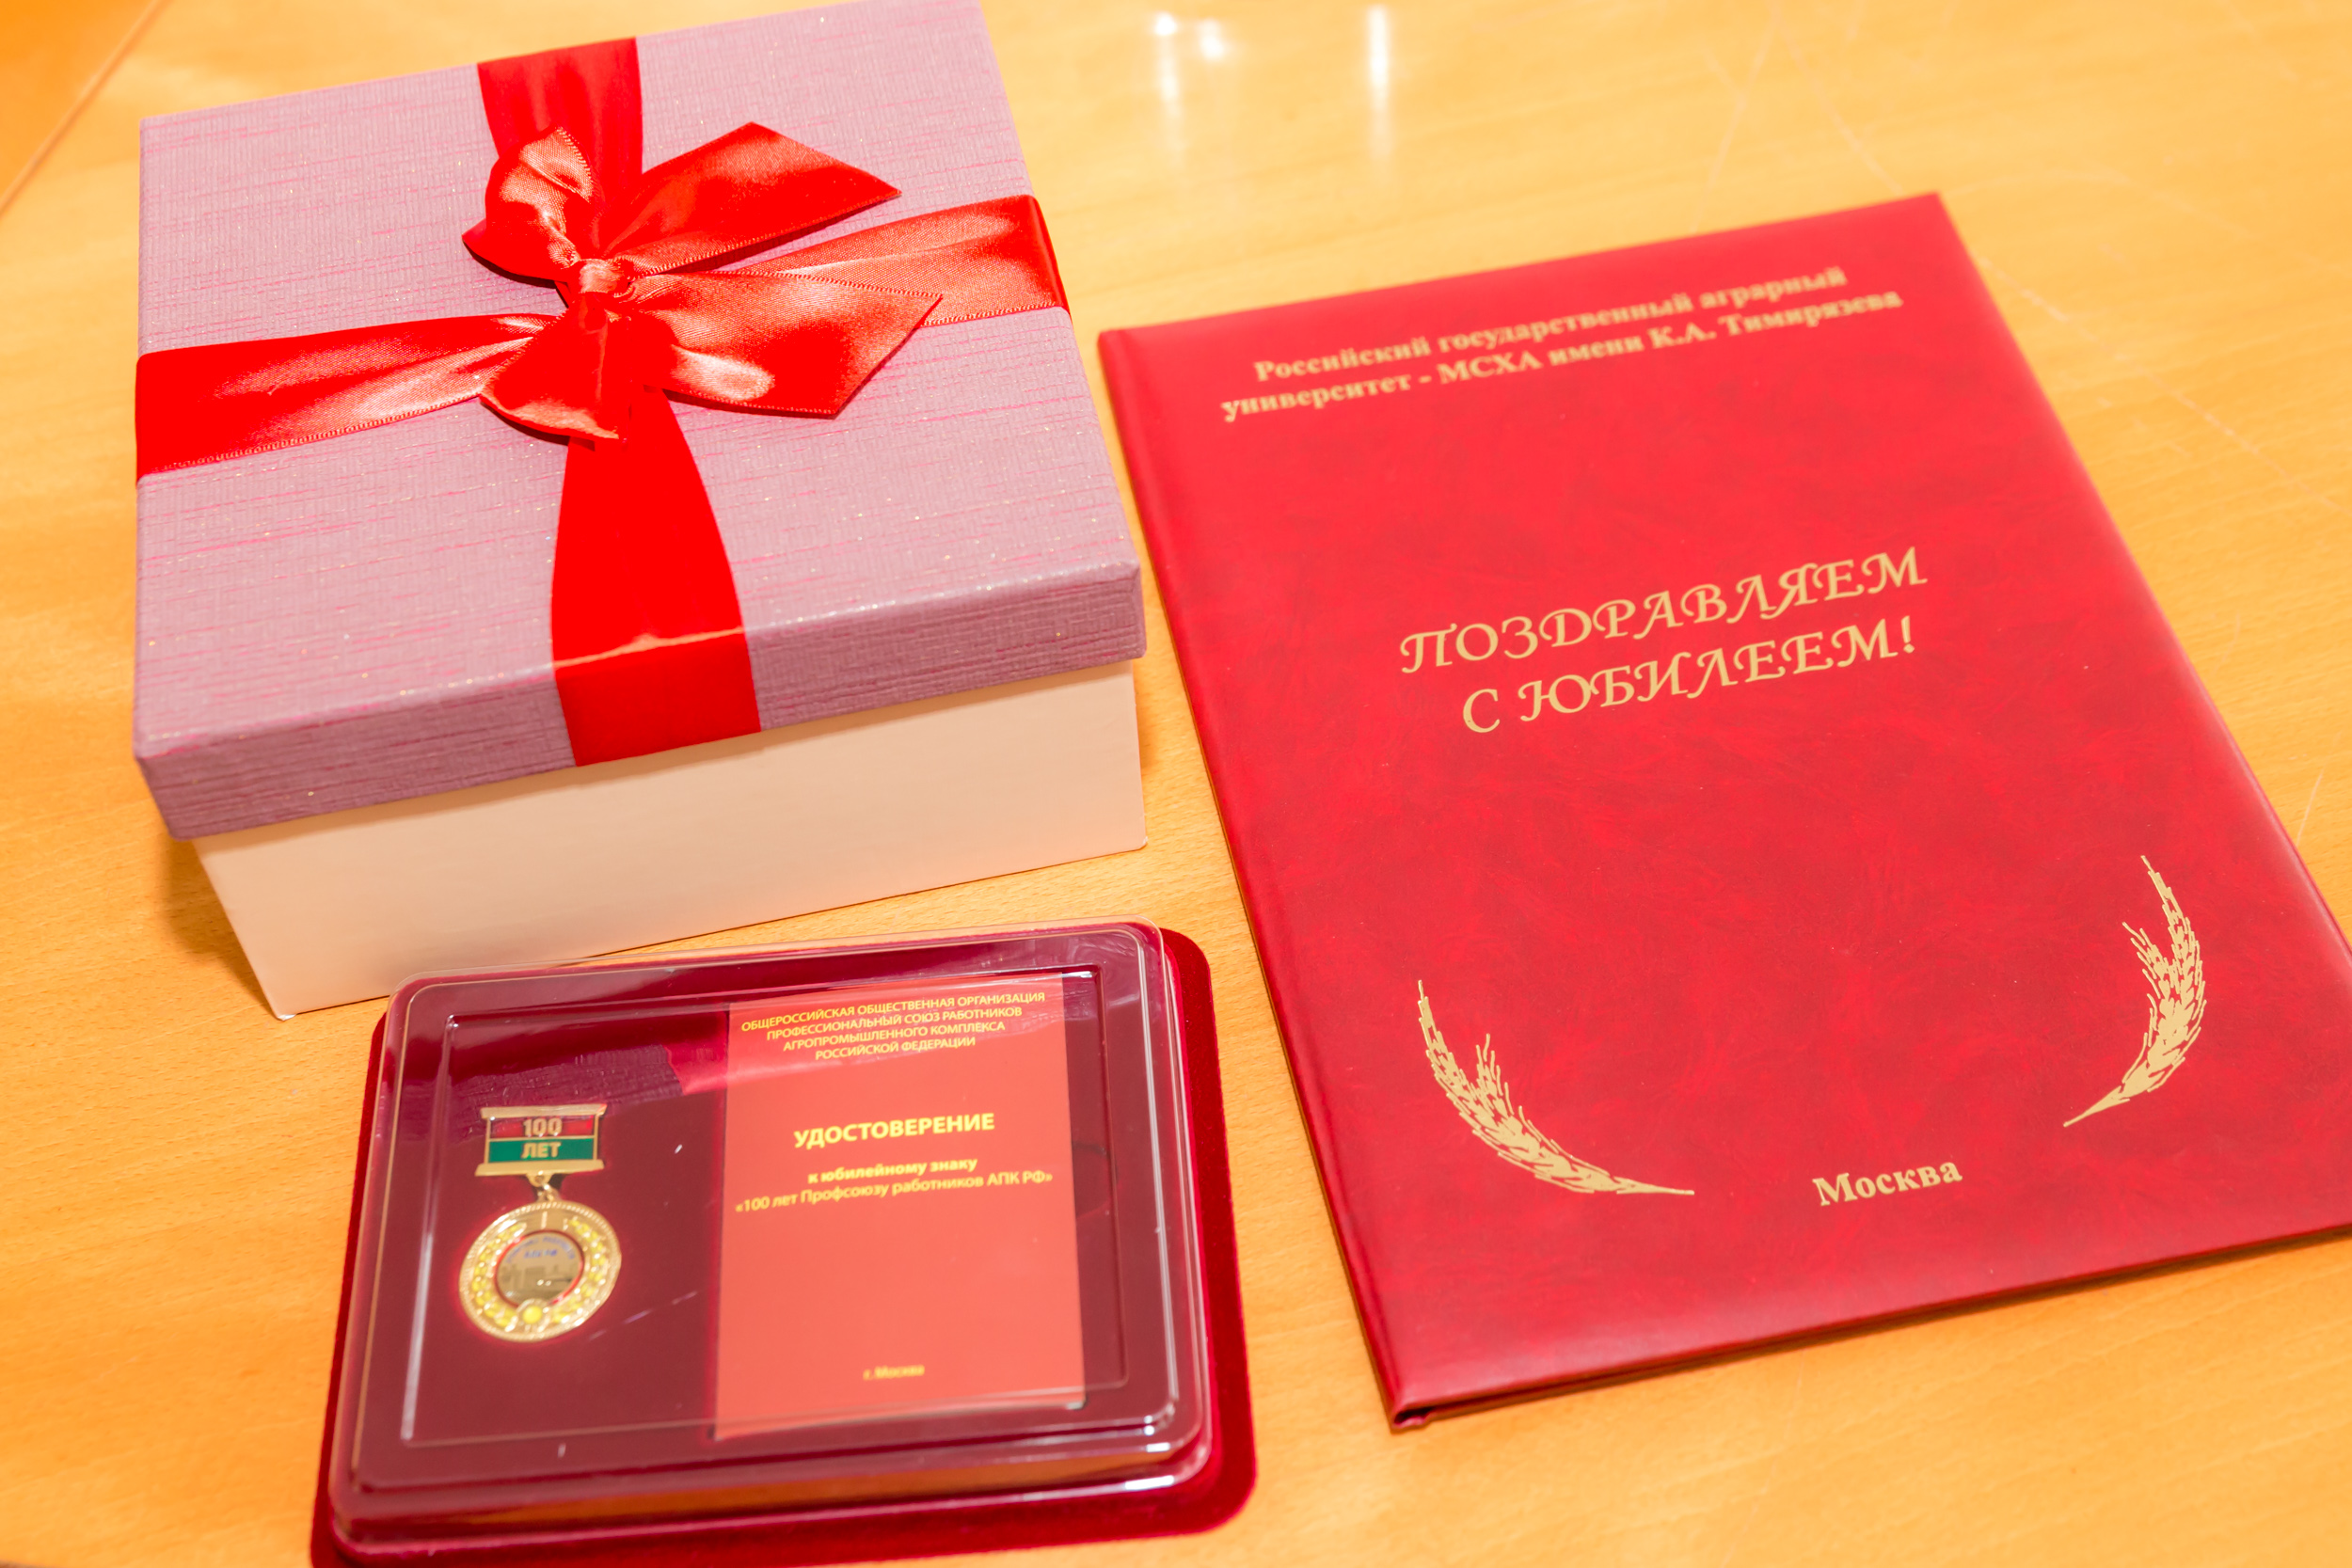 Российский государственный аграрный
университет - МСХА имени К.А. Тимирязева
ПОЗДРАВЛЯЕМ
С ЮБИЛЕЕМ!
Москва
ОБЩЕРОССИЙСКАЯ ОБЩЕСТВЕННАЯ ОРГАНИЗАЦИЯ
ПРОФЕССИОНАЛЬНЫЙ СОЮЗ РАБОТНИКОВ
АГРОПРОМЫШЛЕННОГО КОМПЛЕКСА
РОССИЙСКОЙ ФЕДЕРАЦИИ
УДОСТОВЕРЕНИЕ
к юбилейному знаку
«100 лет Профсоюзу работников АПК РФ»
г. Москва
100
ЛЕТ